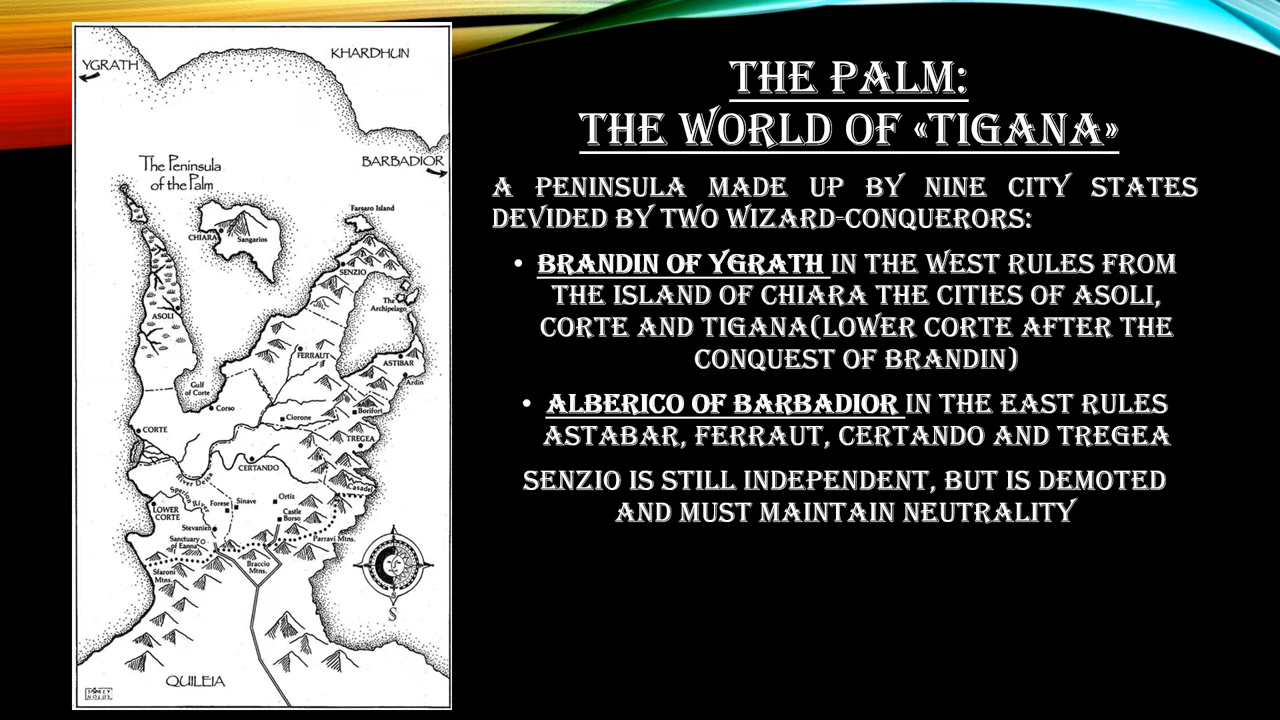 YGRATH
KHARDHUN
BARBADIOR
The Peninsula
of the Palm
Farsaro Island
CHIARA
Sangarios
SENZIO
The
Archipelago
ASOLI
FERRAUT
ASTIBAR
Ardin
Gulf
of Corte
Corso
Ciorone
Borifort
CORTE
TREGEA
CERTANDO
River Deisa
Casadel
Sperion River
Ortiz
Forese
Sinave
LOWER
CORTE
Castle
Borso
Stevanien
Sanctuary
of Eanna
Parravi Mtns.
Braccio
Mtns.
Sfaroni
Mtns.
S
QUILEIA
THE PALM:
THE WORLD OF «TIGANA»
A PENINSULA MADE UP BY NINE CITY STATES
DEVIDED BY TWO WIZARD-CONQUERORS:
• BRANDIN OF YGRATH IN THE WEST RULES FROM
THE ISLAND OF CHIARA THE CITIES OF ASOLI,
CORTE AND TIGANA(LOWER CORTE AFTER THE
CONQUEST OF BRANDIN)
• ALBERICO OF BARBADIOR IN THE EAST RULES
ASTABAR, FERRAUT, CERTANDO AND TREGEA
SENZIO IS STILL INDEPENDENT, BUT IS DEMOTED
AND MUST MAINTAIN NEUTRALITY